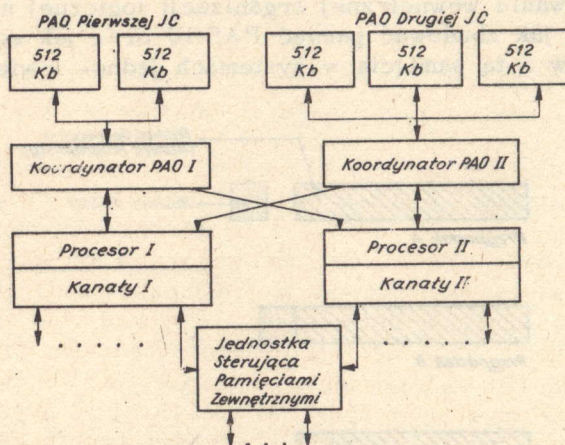 PAO Pierwszej JC
PAO Drugiej JC
512 Kb
512 Kb
512 Kb
512 Kb
512 Kb
Koordynator PAO I
Koordynator PAO II
Procesor I
Kanały I
Procesor II
Kanały II
Jednostka
Sterująca
Pamięciami
Zewnętrznymi